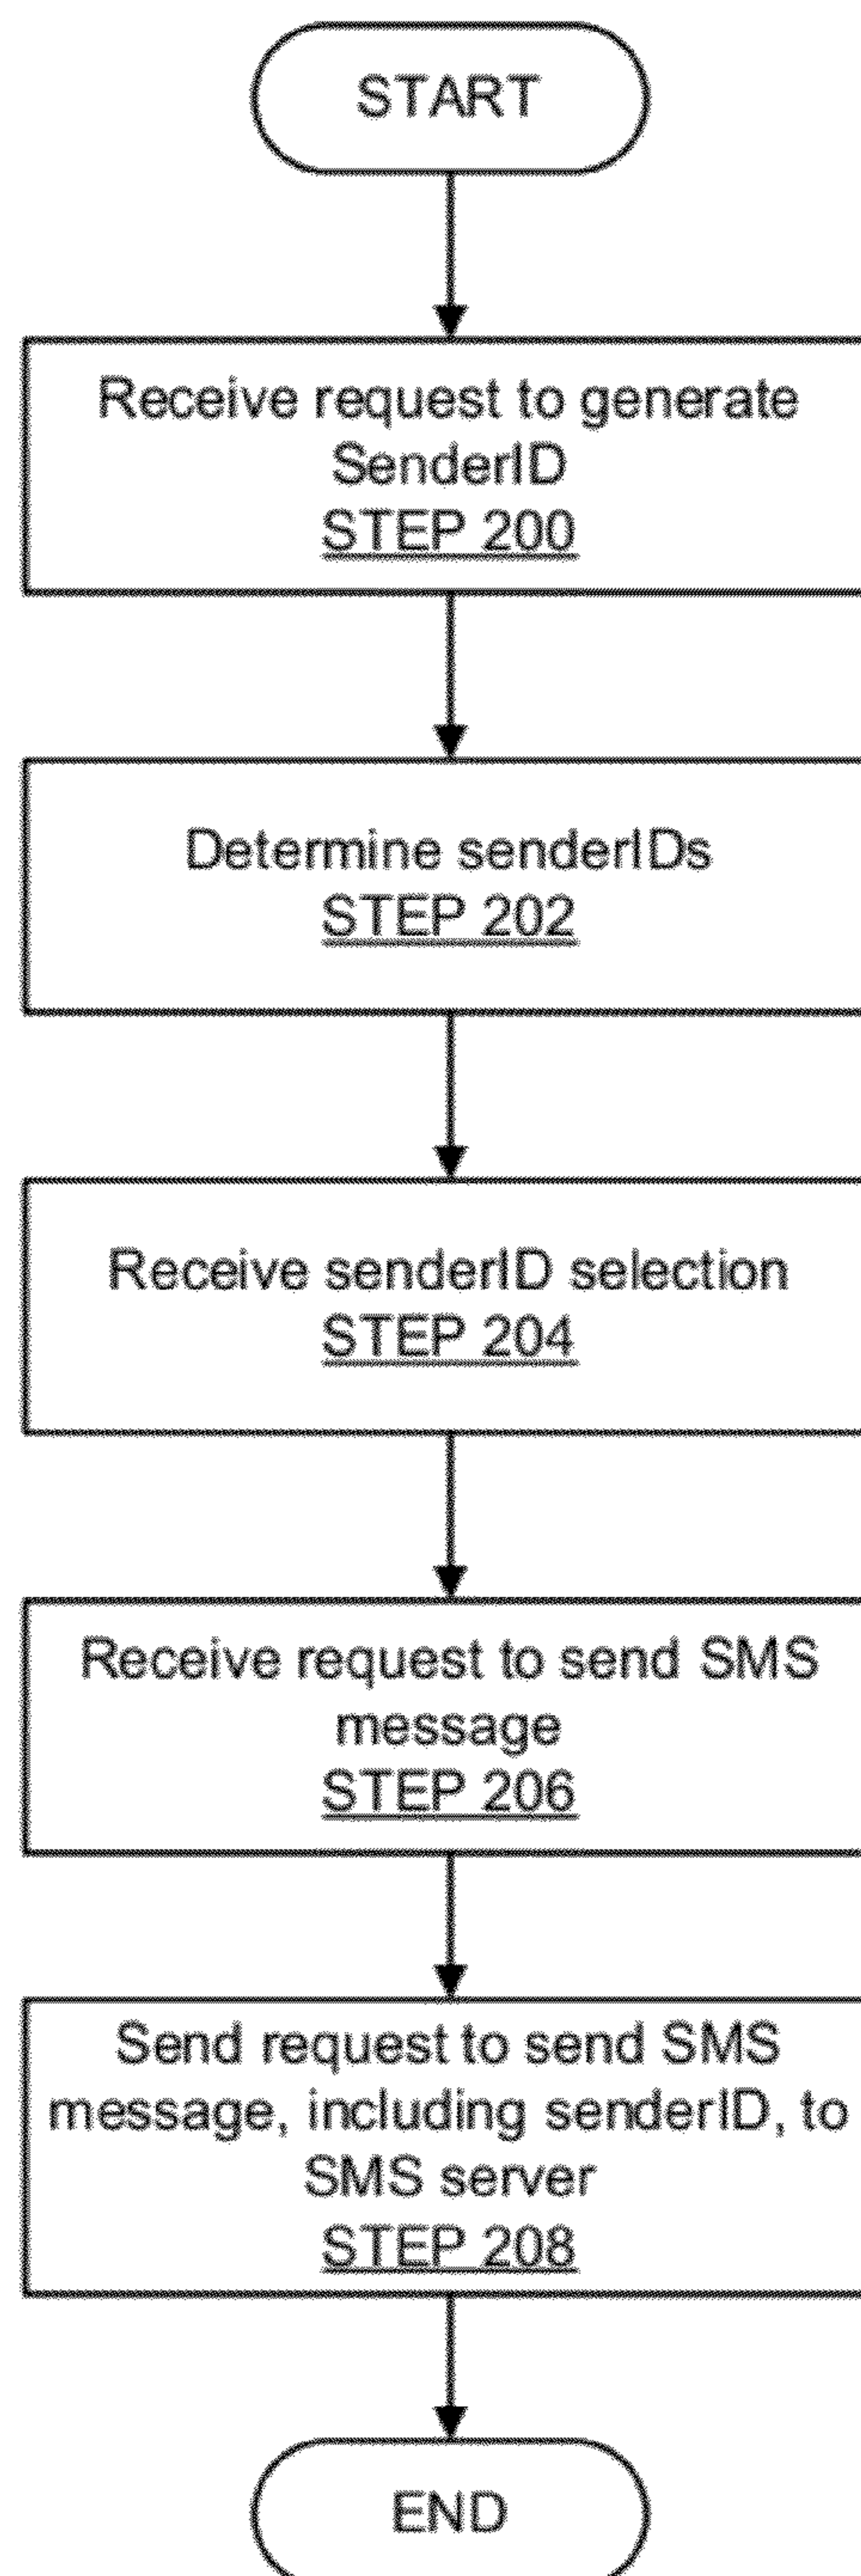 START
Receive request to generate
SenderID
STEP 200
Determine senderIDs
STEP 202
Receive senderID selection
STEP 204
Receive request to send SMS
message
STEP 206
Send request to send SMS
message, including senderID, to
SMS server
STEP 208
END